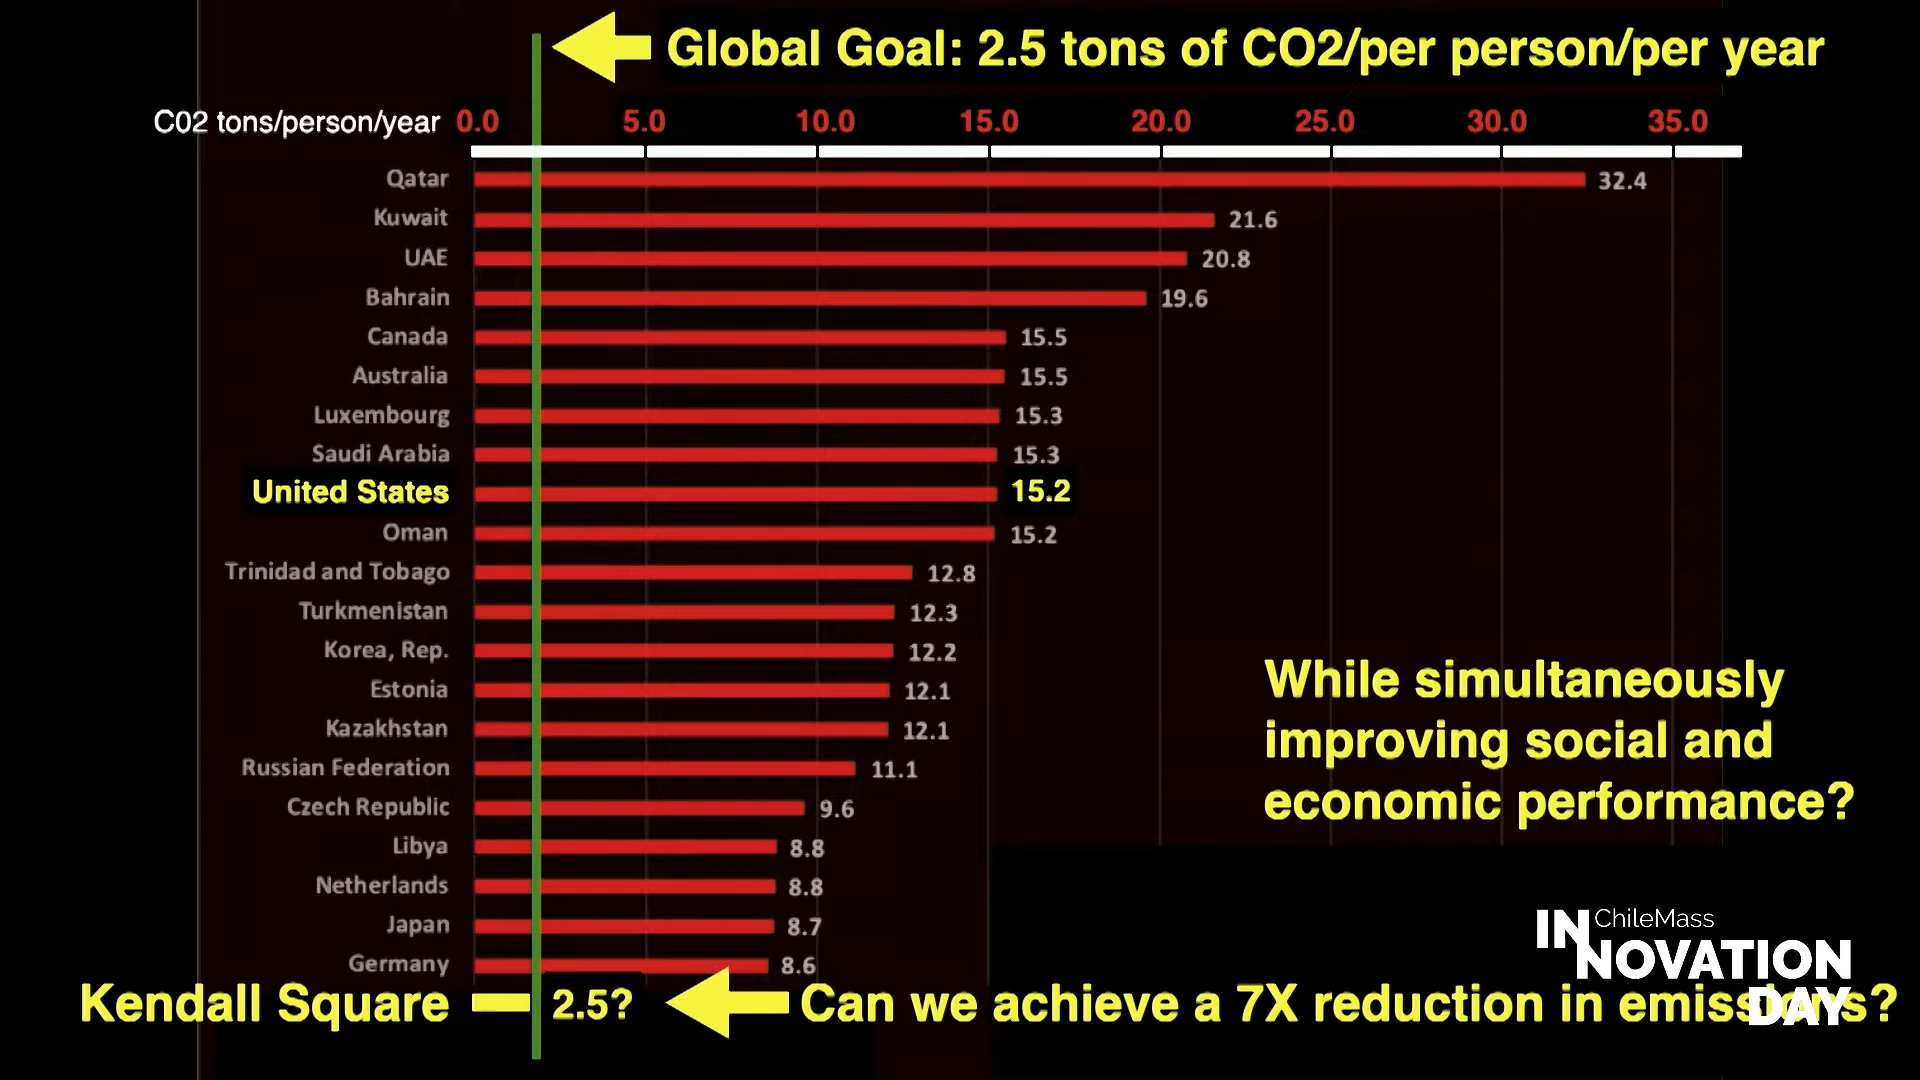 Global Goal: 2.5 tons of CO2/per person/per year
C02 tons/person/year 0.0 5.0 10.0 15.0 20.0 25.0 30.0 35.0
Qatar 32.4
Kuwait 21.6
UAE 20.8
Bahrain 19.6
Canada 15.5
Australia 15.5
Luxembourg 15.3
Saudi Arabia 15.3
United States 15.2
Oman 15.2
Trinidad and Tobago 12.8
Turkmenistan 12.3
Korea, Rep. 12.2
Estonia 12.1
Kazakhstan 12.1
Russian Federation 11.1
Czech Republic 9.6
Libya 8.8
Netherlands 8.8
Japan 8.7
Germany 8.6
Kendall Square 2.5? Can we achieve a 7X reduction in emissions?
While simultaneously
improving social and
economic performance?
ChileMass
INNOVATION
DAY